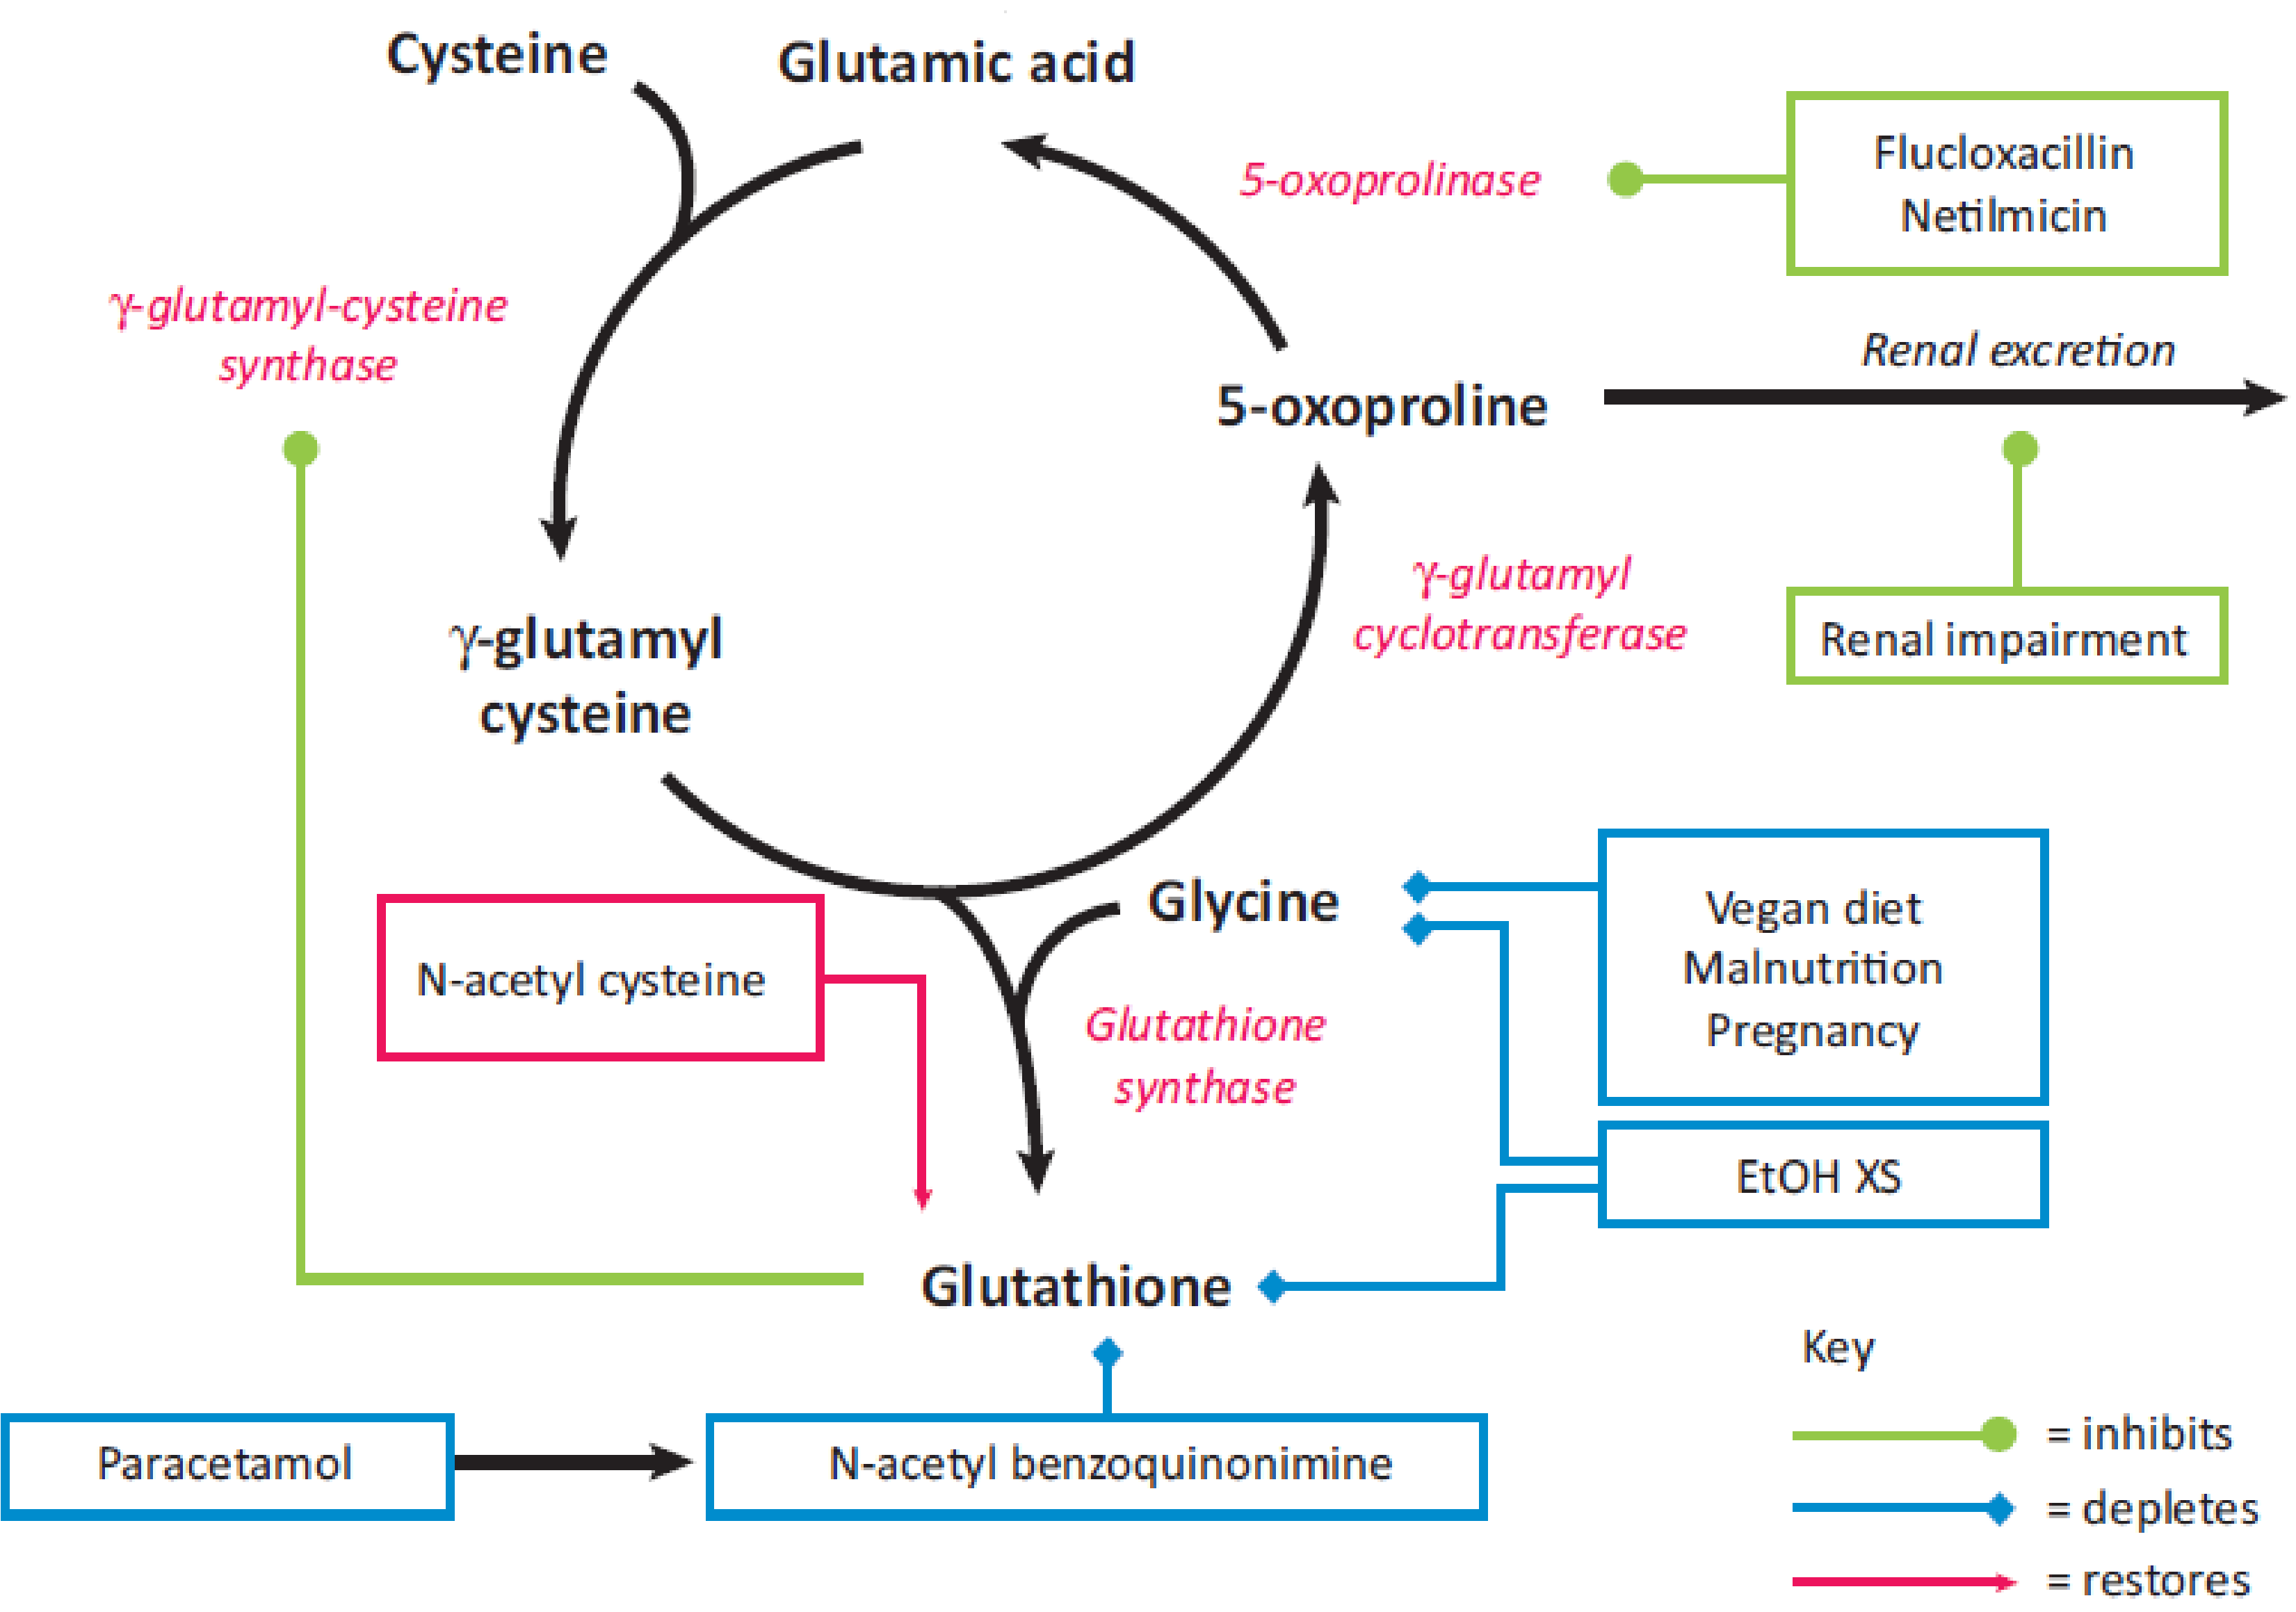 Cysteine
Glutamic acid
5-oxoprolinase
Flucloxacillin
Netilmicin
γ-glutamyl-cysteine
synthase
Renal excretion
5-oxoproline
γ-glutamyl
cyclotransferase
Renal impairment
γ-glutamyl
cysteine
Glycine
Vegan diet
Malnutrition
Pregnancy
N-acetyl cysteine
Glutathione
synthase
EtOH XS
Glutathione
Paracetamol
N-acetyl benzoquinonimine
Key
= inhibits
= depletes
= restores